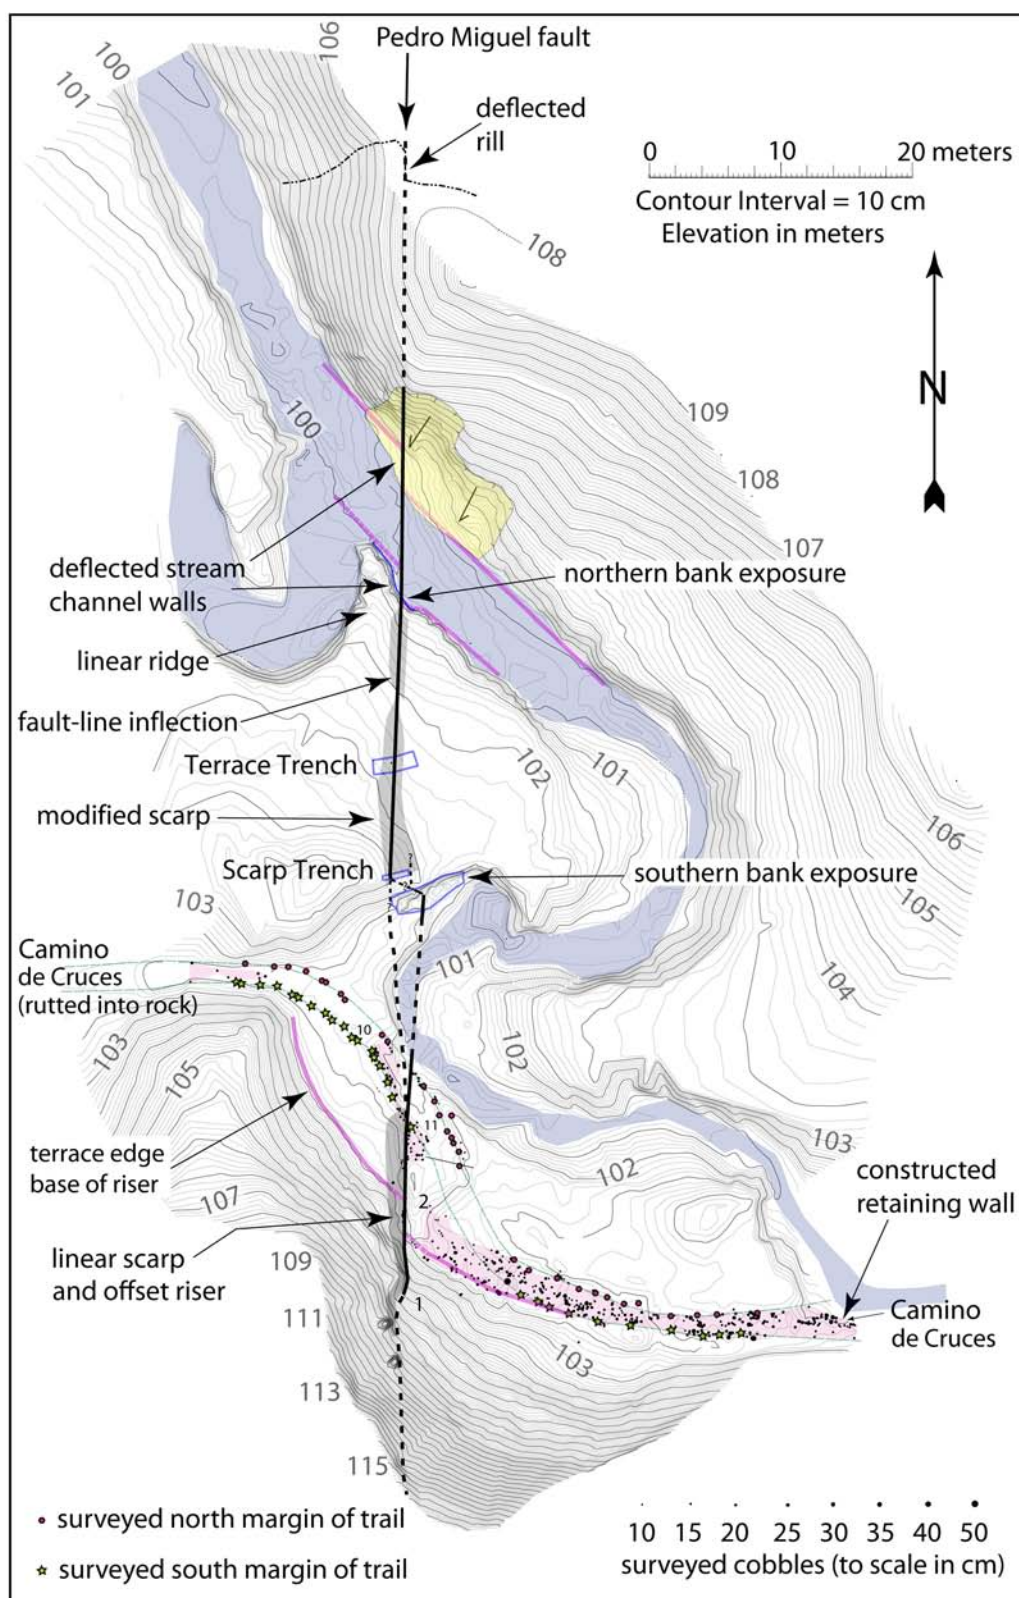 Pedro Miguel fault
106
100
101
deflected
rill
0 10 20 meters
Contour Interval = 10 cm
Elevation in meters
108
N
109
100
108
107
deflected stream
channel walls
northern bank exposure
linear ridge
fault-line inflection
Terrace Trench
102
101
modified scarp
106
Scarp Trench
southern bank exposure
105
103
Camino
de Cruces
(rutted into rock)
101
104
103
10
102
105
11
103
terrace edge
base of riser
102
constructed
retaining wall
107
2
linear scarp
and offset riser
109
1
111
Camino
de Cruces
103
113
115
surveyed north margin of trail
surveyed south margin of trail
10 15 20 25 30 35 40 50
surveyed cobbles (to scale in cm)